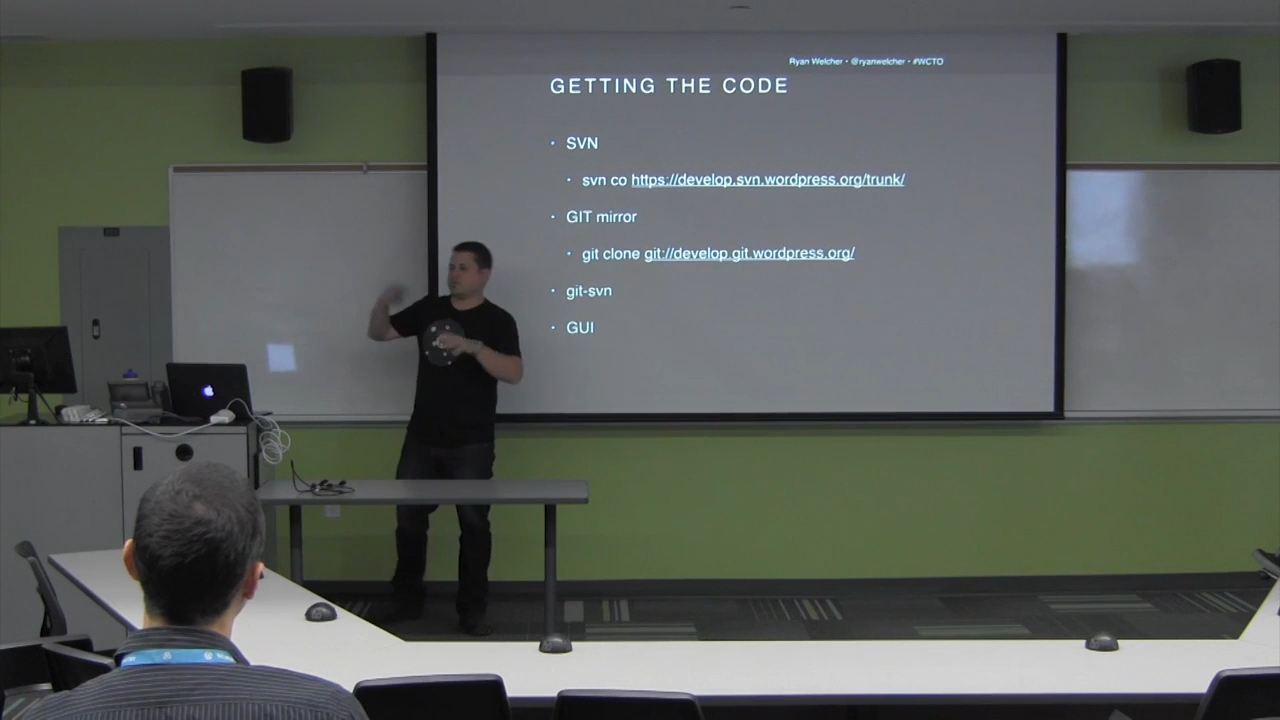 Ryan Welcher • @ryanwelcher • #WCTO
GETTING THE CODE
• SVN
• svn co https://develop.svn.wordpress.org/trunk/
• GIT mirror
• git clone git://develop.git.wordpress.org/
• git-svn
• GUI